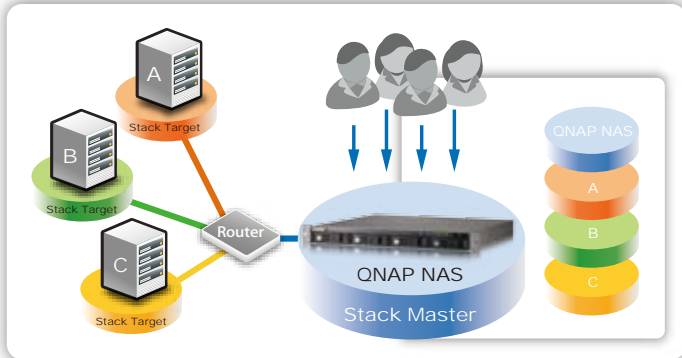 A
Stack Target
B
Stack Target
C
Stack Target
Router
QNAP NAS
Stack Master
QNAP NAS
A
B
C